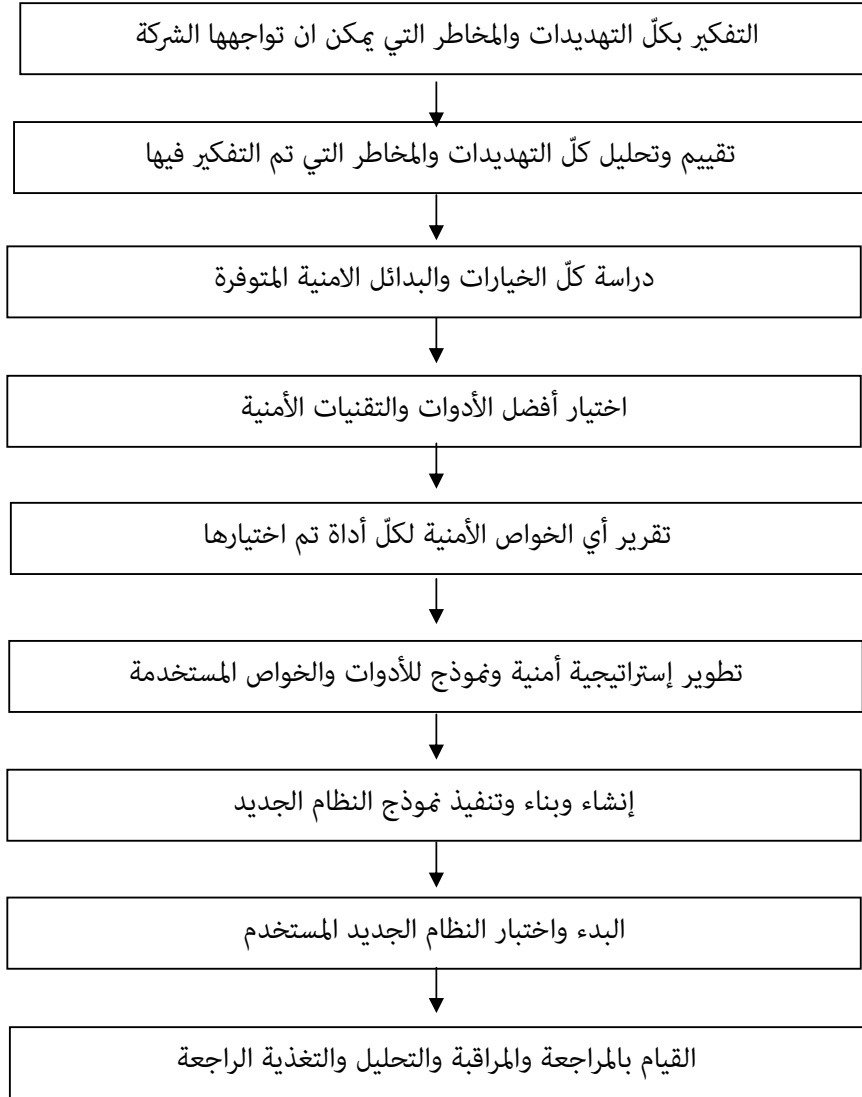 التفكير بكلّ التهديدات والمخاطر التي يمكن ان تواجهها الشركة
تقييم وتحليل كلّ التهديدات والمخاطر التي تم التفكير فيها
دراسة كلّ الخيارات والبدائل الامنية المتوفرة
اختيار أفضل الأدوات والتقنيات الأمنية
تقرير أي الخواص الأمنية لكلّ أداة تم اختيارها
تطوير إستراتيجية أمنية ونموذج للأدوات والخواص المستخدمة
إنشاء وبناء وتنفيذ نموذج النظام الجديد
البدء واختبار النظام الجديد المستخدم
القيام بالمراجعة والمراقبة والتحليل والتغذية الراجعة